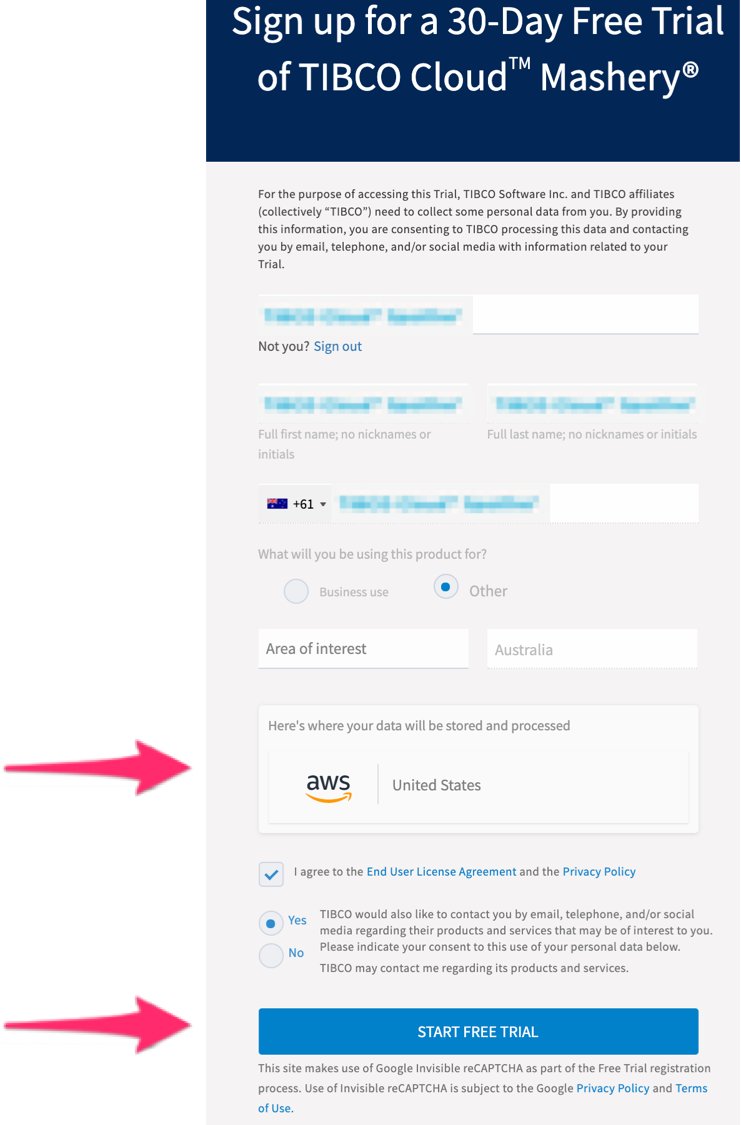 Sign up for a 30-Day Free Trial
of TIBCO Cloud™ Mashery®
For the purpose of accessing this Trial, TIBCO Software Inc. and TIBCO affiliates
(collectively “TIBCO”) need to collect some personal data from you. By providing
this information, you are consenting to TIBCO processing this data and contacting
you by email, telephone, and/or social media with information related to your
Trial.
Not you? Sign out
Full first name; no nicknames or
initials
Full last name; no nicknames or initials
+61
What will you be using this product for?
Business use
Other
Area of interest
Australia
Here's where your data will be stored and processed
aws
United States
I agree to the End User License Agreement and the Privacy Policy
Yes
No
TIBCO would also like to contact you by email, telephone, and/or social
media regarding their products and services that may be of interest to you.
Please indicate your consent to this use of your personal data below.
TIBCO may contact me regarding its products and services.
START FREE TRIAL
This site makes use of Google Invisible reCAPTCHA as part of the Free Trial registration
process. Use of Invisible reCAPTCHA is subject to the Google Privacy Policy and Terms
of Use.